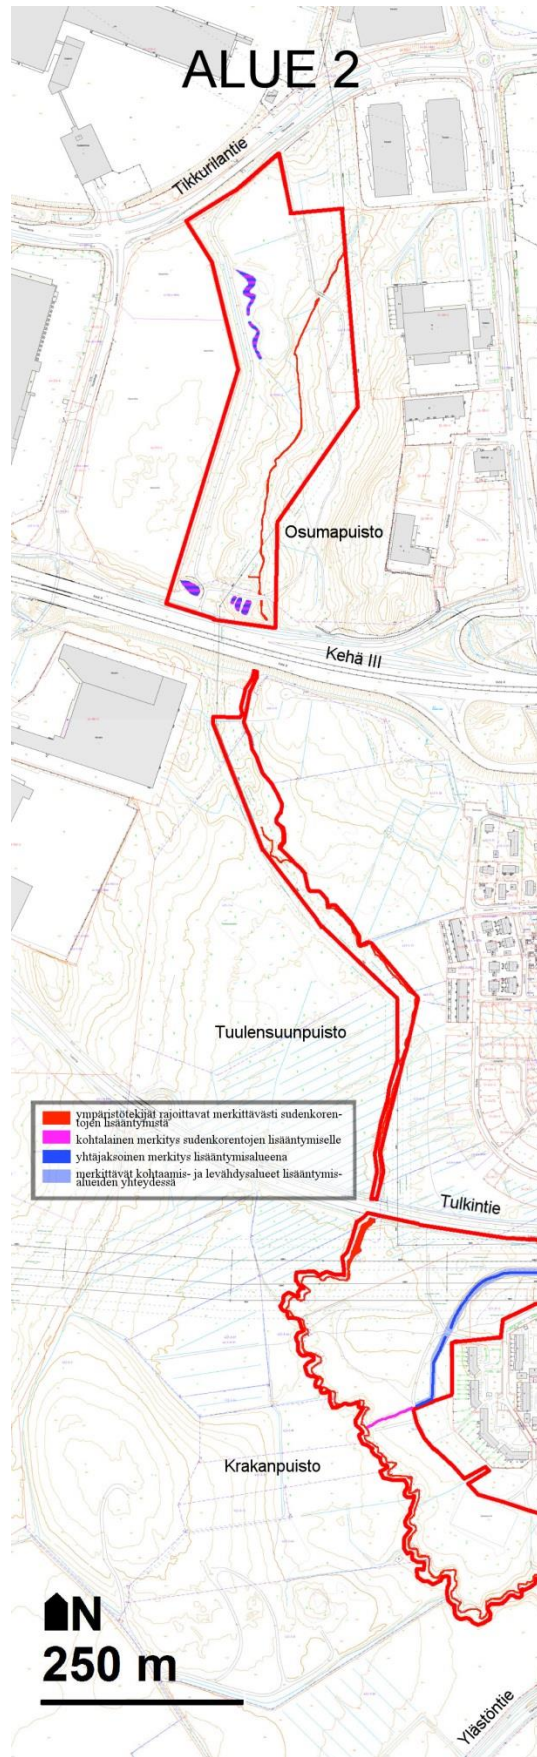 ALUE 2
Tikkurilantie
Osumapuisto
Kehä III
Tuulensuunpuisto
ympäristötekijät rajoittavat merkittävästi sudenkoren-
tojen lisääntymistä
kohtalainen merkitys sudenkorentojen lisääntymiselle
yhtäjaksoinen merkitys lisääntymisalueena
merkittävät kohtaamis- ja levähdysalueet lisääntymis-
alueiden yhteydessä
Tulkintie
Krakanpuisto
N
250 m
Ylästöntie